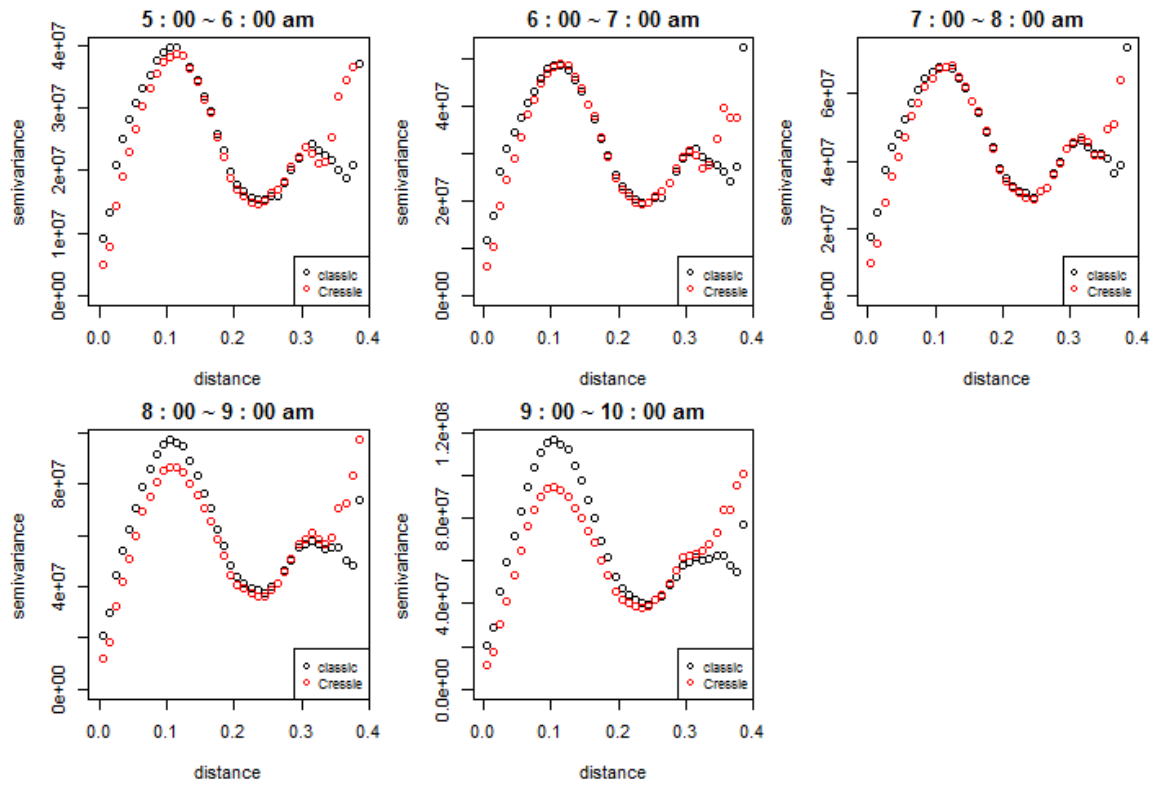 5 : 00 ~ 6 : 00 am
6 : 00 ~ 7 : 00 am
7 : 00 ~ 8 : 00 am
semivariance
0e+00 1e+07 2e+07 3e+07 4e+07
classic
Cressie
0.0 0.1 0.2 0.3 0.4
distance
semivariance
0e+00 2e+07 4e+07
classic
Cressie
0.0 0.1 0.2 0.3 0.4
distance
semivariance
0e+00 2e+07 4e+07 6e+07
classic
Cressie
0.0 0.1 0.2 0.3 0.4
distance
8 : 00 ~ 9 : 00 am
9 : 00 ~ 10 : 00 am
semivariance
0e+00 4e+07 8e+07
classic
Cressie
0.0 0.1 0.2 0.3 0.4
distance
semivariance
0.0e+00 4.0e+07 8.0e+07 1.2e+08
classic
Cressie
0.0 0.1 0.2 0.3 0.4
distance